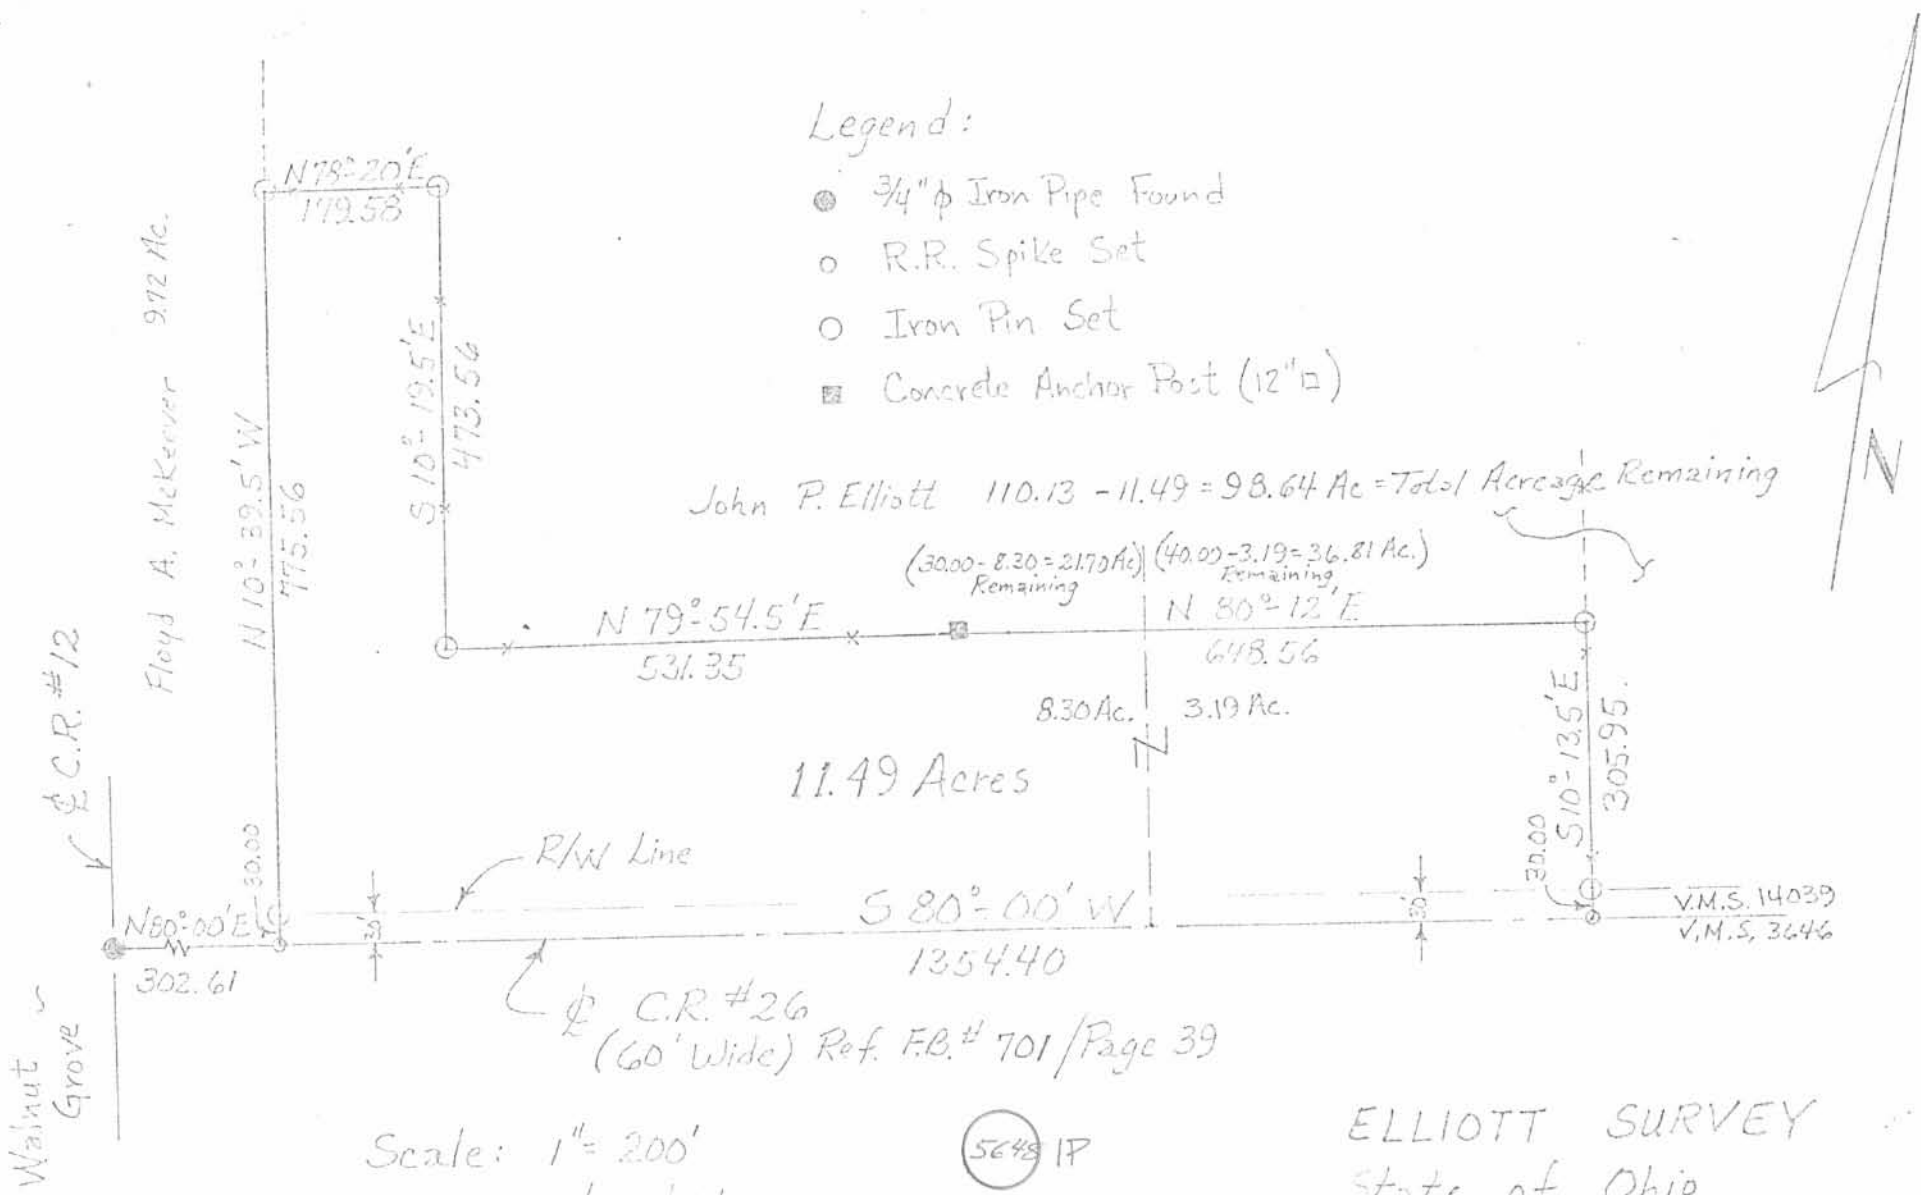 Legend:
3/4"ϕ Iron Pipe Found
R.R. Spike Set
Iron Pin Set
Concrete Anchor Post (12"□)
N 78°-20'E
179.58
Floyd A. McKeever 9.72 Ac.
N 10°-39.5' W
775.56
S 10°-19.5'E
473.56
John P. Elliott 110.13 - 11.49 = 98.64 Ac = Total Acreage Remaining
(30.00 - 8.30 = 21.70 Ac)
Remaining
(40.00 - 3.19 = 36.81 Ac.)
Remaining
N 79°-54.5'E
531.35
N 80°-12'E
648.56
8.30 Ac.
3.19 Ac.
11.49 Acres
S 10°-13.5'E
305.95
30.00
℄ C.R. #12
30.00
R/W Line
N 80°-00'E
302.61
30'
S 80°-00' W
1354.40
30'
V.M.S. 14039
V.M.S. 3646
℄ C.R. #26
(60' Wide) Ref. F.B.# 701/Page 39
Walnut
Grove
N
Scale: 1"= 200'
5648 IP
ELLIOTT SURVEY
State of Ohio